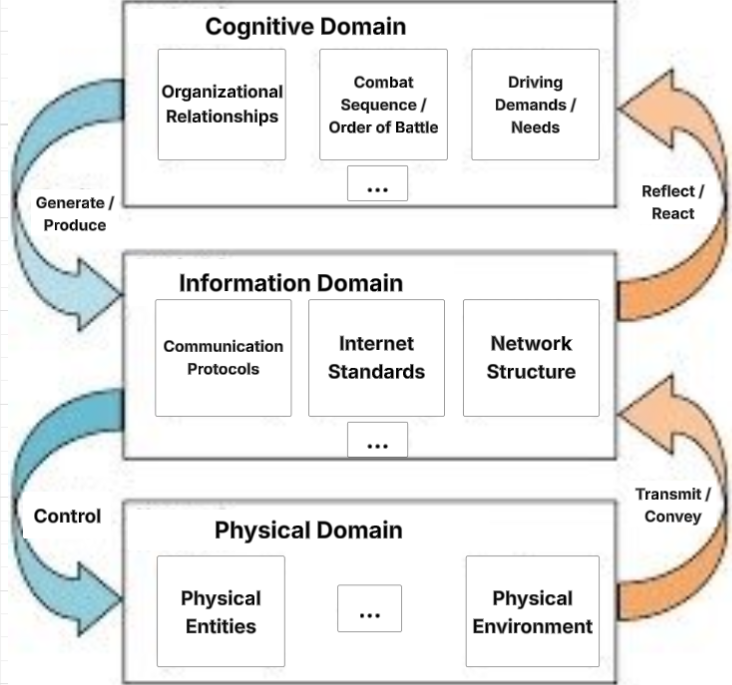 Cognitive Domain
Organizational
Relationships
Combat
Sequence /
Order of Battle
Driving
Demands /
Needs
...
Generate /
Produce
Reflect /
React
Information Domain
Communication
Protocols
Internet
Standards
Network
Structure
...
Control
Transmit /
Convey
Physical Domain
Physical
Entities
...
Physical
Environment